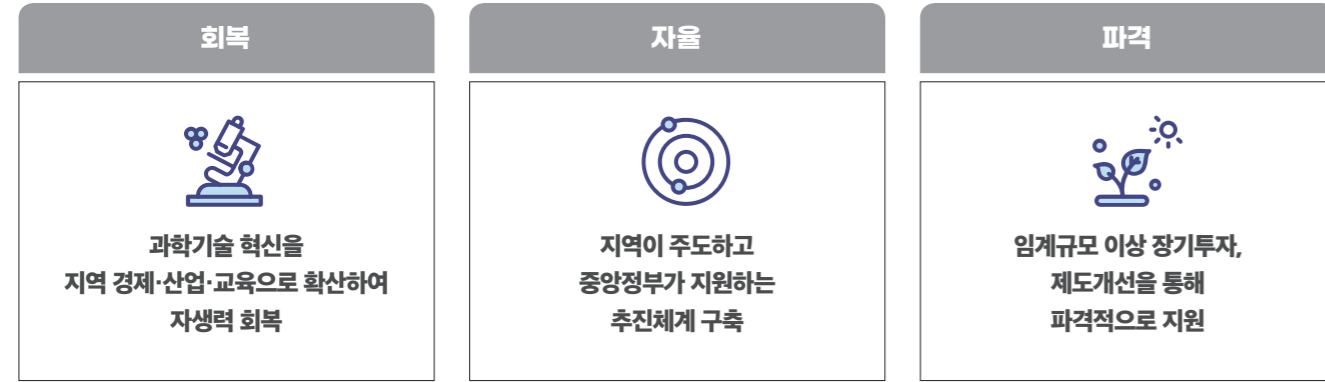 회복
과학기술 혁신을
지역 경제·산업·교육으로 확산하여
자생력 회복
자율
지역이 주도하고
중앙정부가 지원하는
추진체계 구축
파격
임계규모 이상 장기투자,
제도개선을 통해
파격적으로 지원